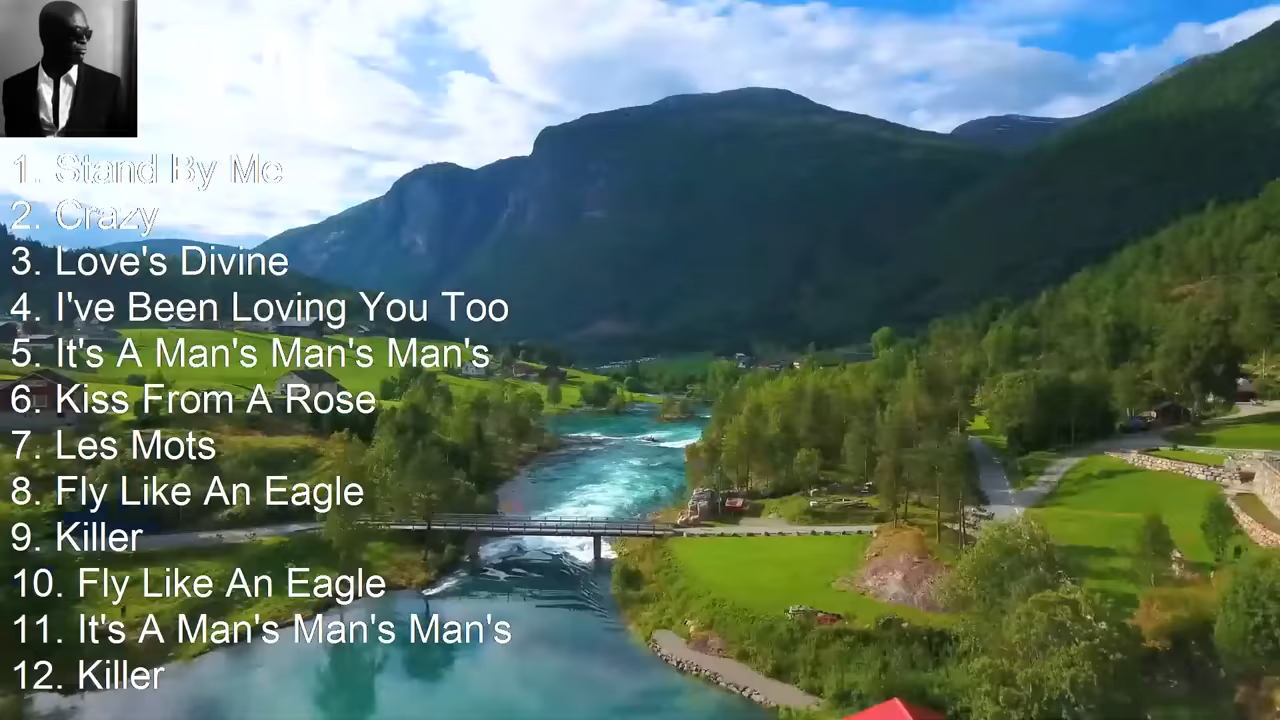 1. Stand By Me
2. Crazy
3. Love's Divine
4. I've Been Loving You Too
5. It's A Man's Man's Man's
6. Kiss From A Rose
7. Les Mots
8. Fly Like An Eagle
9. Killer
10. Fly Like An Eagle
11. It's A Man's Man's Man's
12. Killer